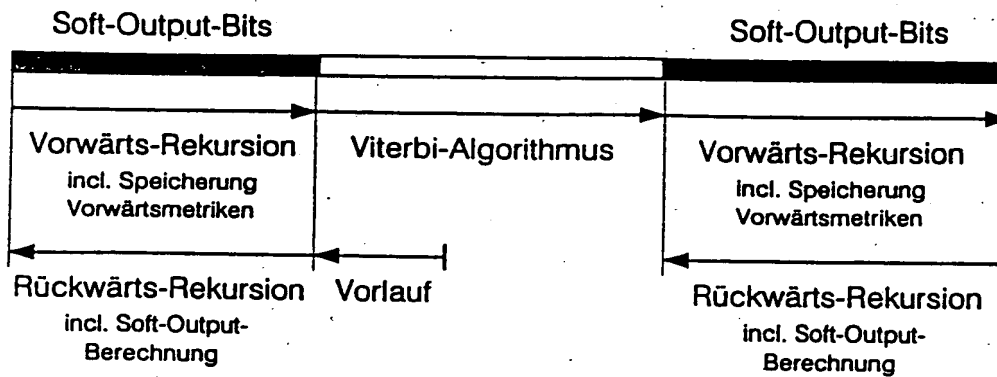 Soft-Output-Bits
Soft-Output-Bits
Vorwärts-Rekursion
incl. Speicherung
Vorwärtsmetriken
Viterbi-Algorithmus
Vorwärts-Rekursion
incl. Speicherung
Vorwärtsmetriken
Rückwärts-Rekursion
incl. Soft-Output-
Berechnung
Vorlauf
Rückwärts-Rekursion
incl. Soft-Output-
Berechnung